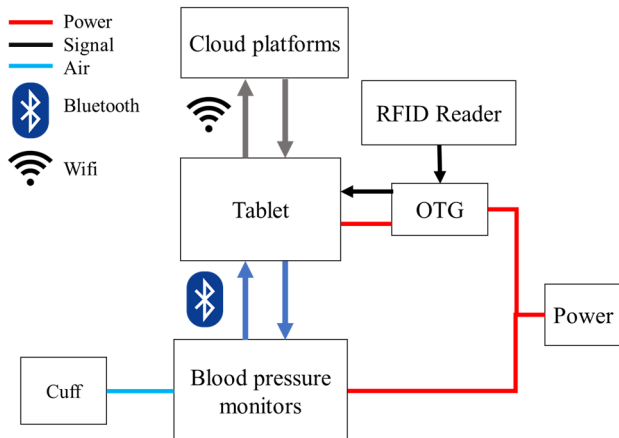 Power
Signal
Air
Bluetooth
Wifi
Cloud platforms
RFID Reader
Tablet
OTG
Power
Cuff
Blood pressure
monitors